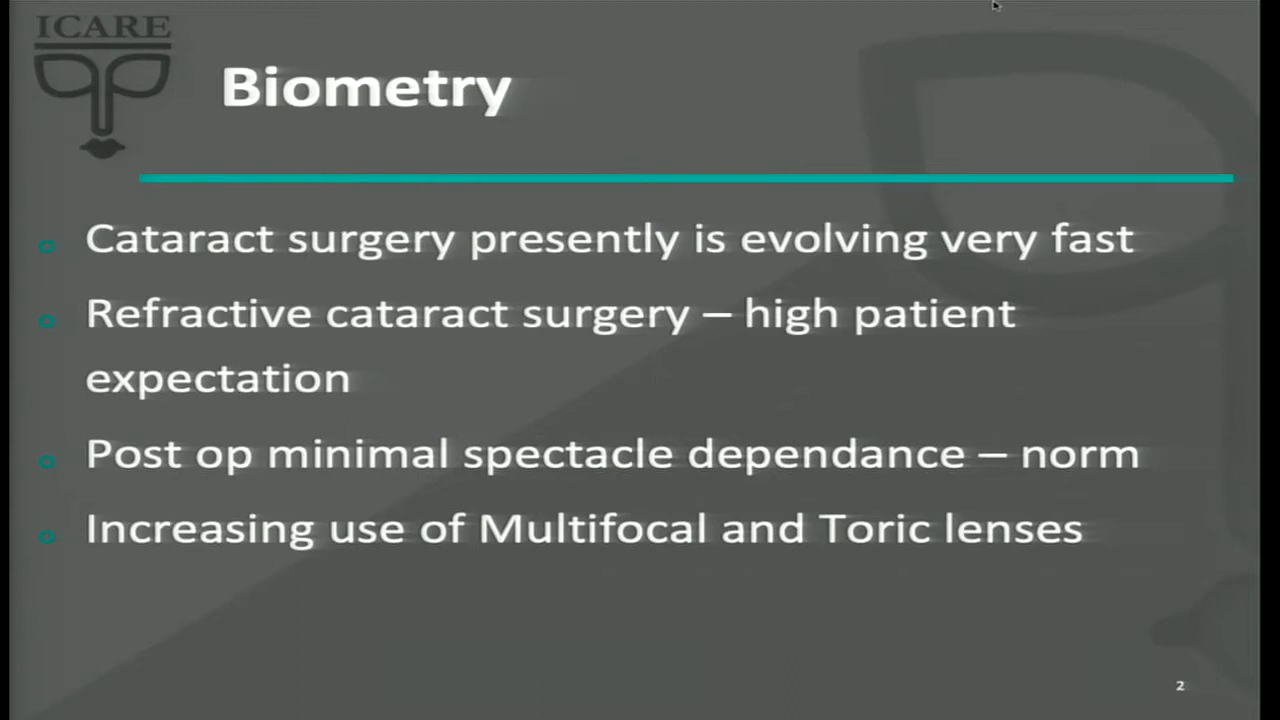 ICARE
Biometry
Cataract surgery presently is evolving very fast
Refractive cataract surgery – high patient
expectation
Post op minimal spectacle dependance – norm
Increasing use of Multifocal and Toric lenses
2